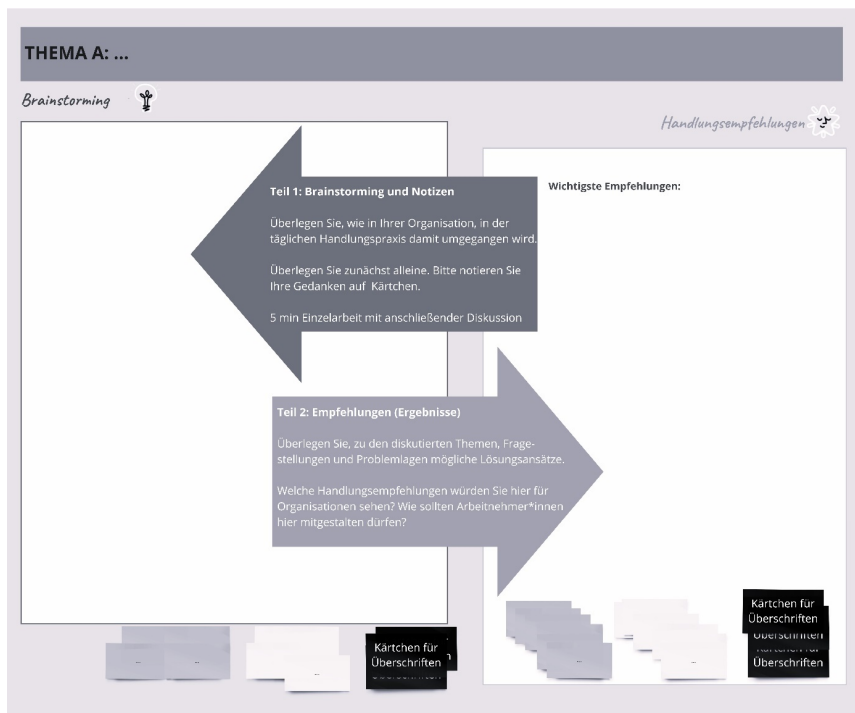 THEMA A: ...
Brainstorming
Handlungsempfehlungen
Teil 1: Brainstorming und Notizen
Überlegen Sie, wie in Ihrer Organisation, in der
täglichen Handlungspraxis damit umgegangen wird.
Überlegen Sie zunächst alleine. Bitte notieren Sie
Ihre Gedanken auf Kärtchen.
5 min Einzelarbeit mit anschließender Diskussion
Wichtigste Empfehlungen:
Teil 2: Empfehlungen (Ergebnisse)
Überlegen Sie, zu den diskutierten Themen, Frage-
stellungen und Problemlagen mögliche Lösungsansätze.
Welche Handlungsempfehlungen würden Sie hier für
Organisationen sehen? Wie sollten Arbeitnehmer*innen
hier mitgestalten dürfen?
...
...
...
Kärtchen für
Überschriften
...
...
Kärtchen für
Überschriften
Überschriften
Kärtchen für
Überschriften